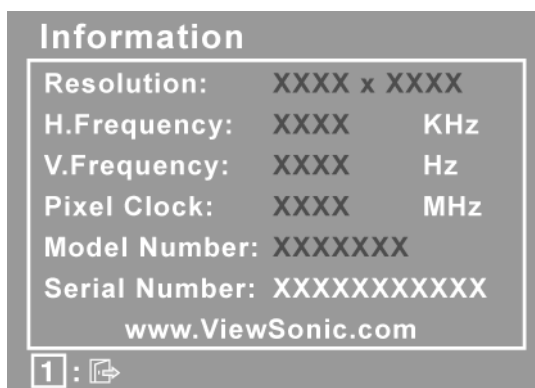 Information
Resolution: XXXX x XXXX
H.Frequency: XXXX KHz
V.Frequency: XXXX Hz
Pixel Clock: XXXX MHz
Model Number: XXXXXXX
Serial Number: XXXXXXXXXXX
www.ViewSonic.com
1 :